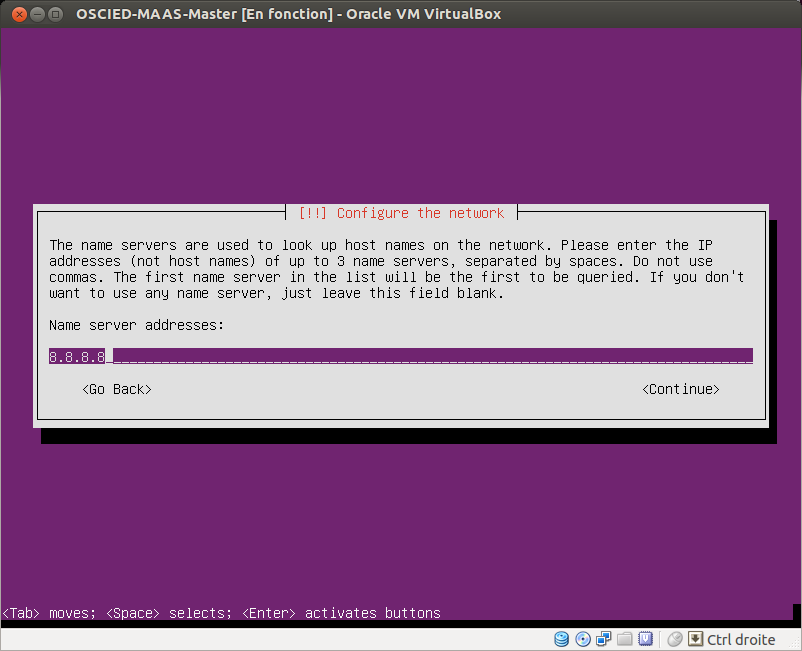 OSCIED-MAAS-Master [En fonction] - Oracle VM VirtualBox
[!!] Configure the network
The name servers are used to look up host names on the network. Please enter the IP
addresses (not host names) of up to 3 name servers, separated by spaces. Do not use
commas. The first name server in the list will be the first to be queried. If you don't
want to use any name server, just leave this field blank.
Name server addresses:
8.8.8.8
<Go Back> <Continue>
<Tab> moves; <Space> selects; <Enter> activates buttons
Ctrl droite